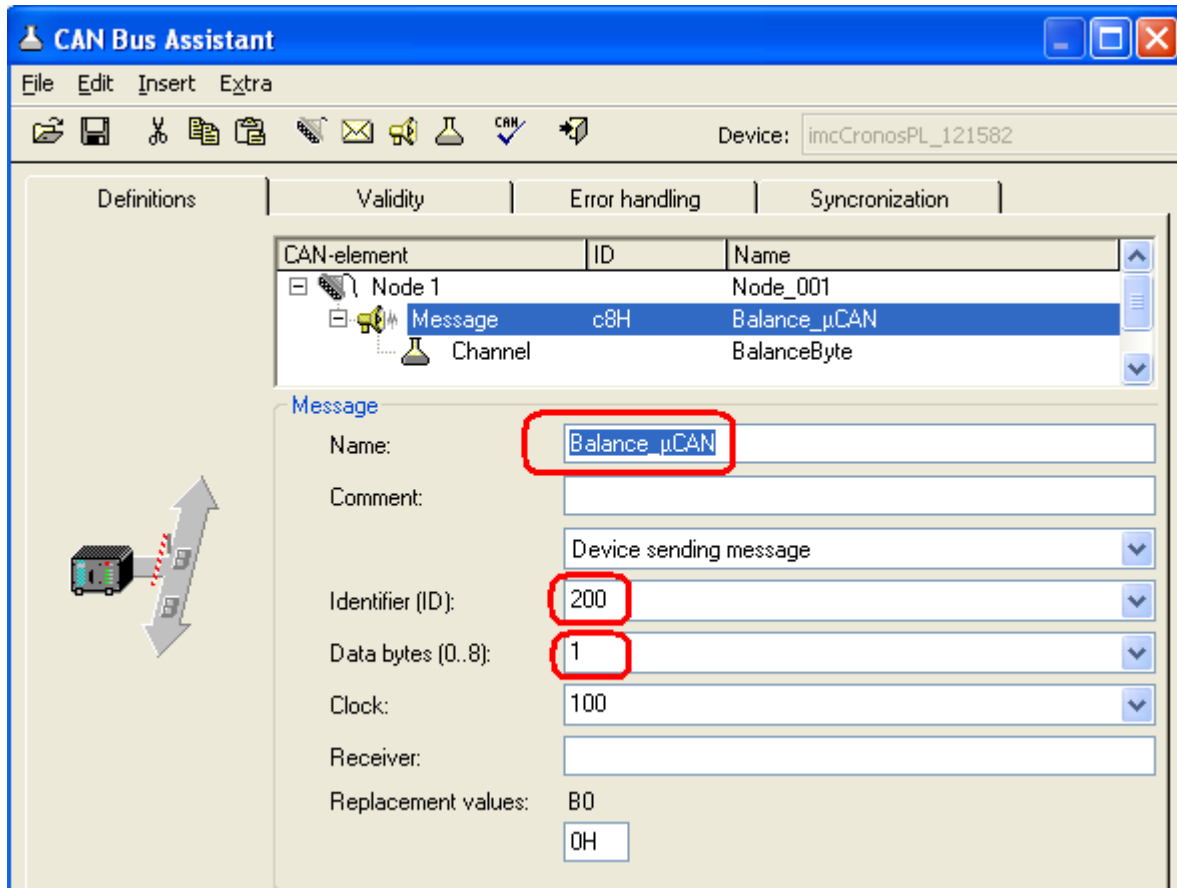 CAN Bus Assistant
File Edit Insert Extra
CAN Device: imcCronosPL_121582
Definitions Validity Error handling Syncronization
CAN-element ID Name
Node 1 Node_001
Message c8H Balance_µCAN
Channel BalanceByte
Message
Name: Balance_µCAN
Comment:
Device sending message
Identifier (ID): 200
Data bytes (0..8): 1
Clock: 100
Receiver:
Replacement values: B0
0H
B
B